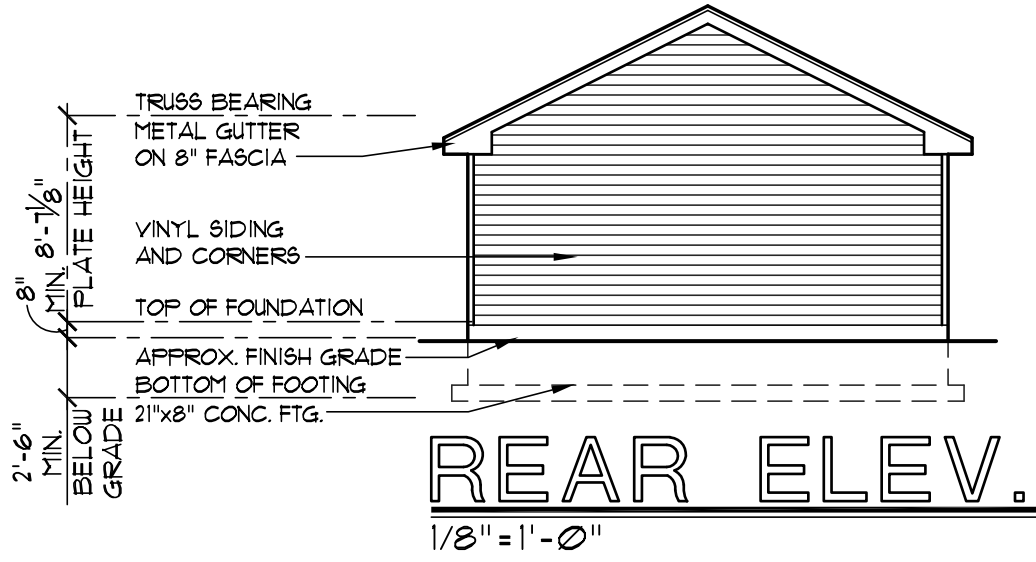 TRUSS BEARING
METAL GUTTER
ON 8" FASCIA
VINYL SIDING
AND CORNERS
TOP OF FOUNDATION
APPROX. FINISH GRADE
BOTTOM OF FOOTING
21"x8" CONC. FTG.
8'-7⅛"
PLATE HEIGHT
8"
MIN.
2'-6"
MIN.
BELOW
GRADE
REAR ELEV.
1/8"=1'-Ø"